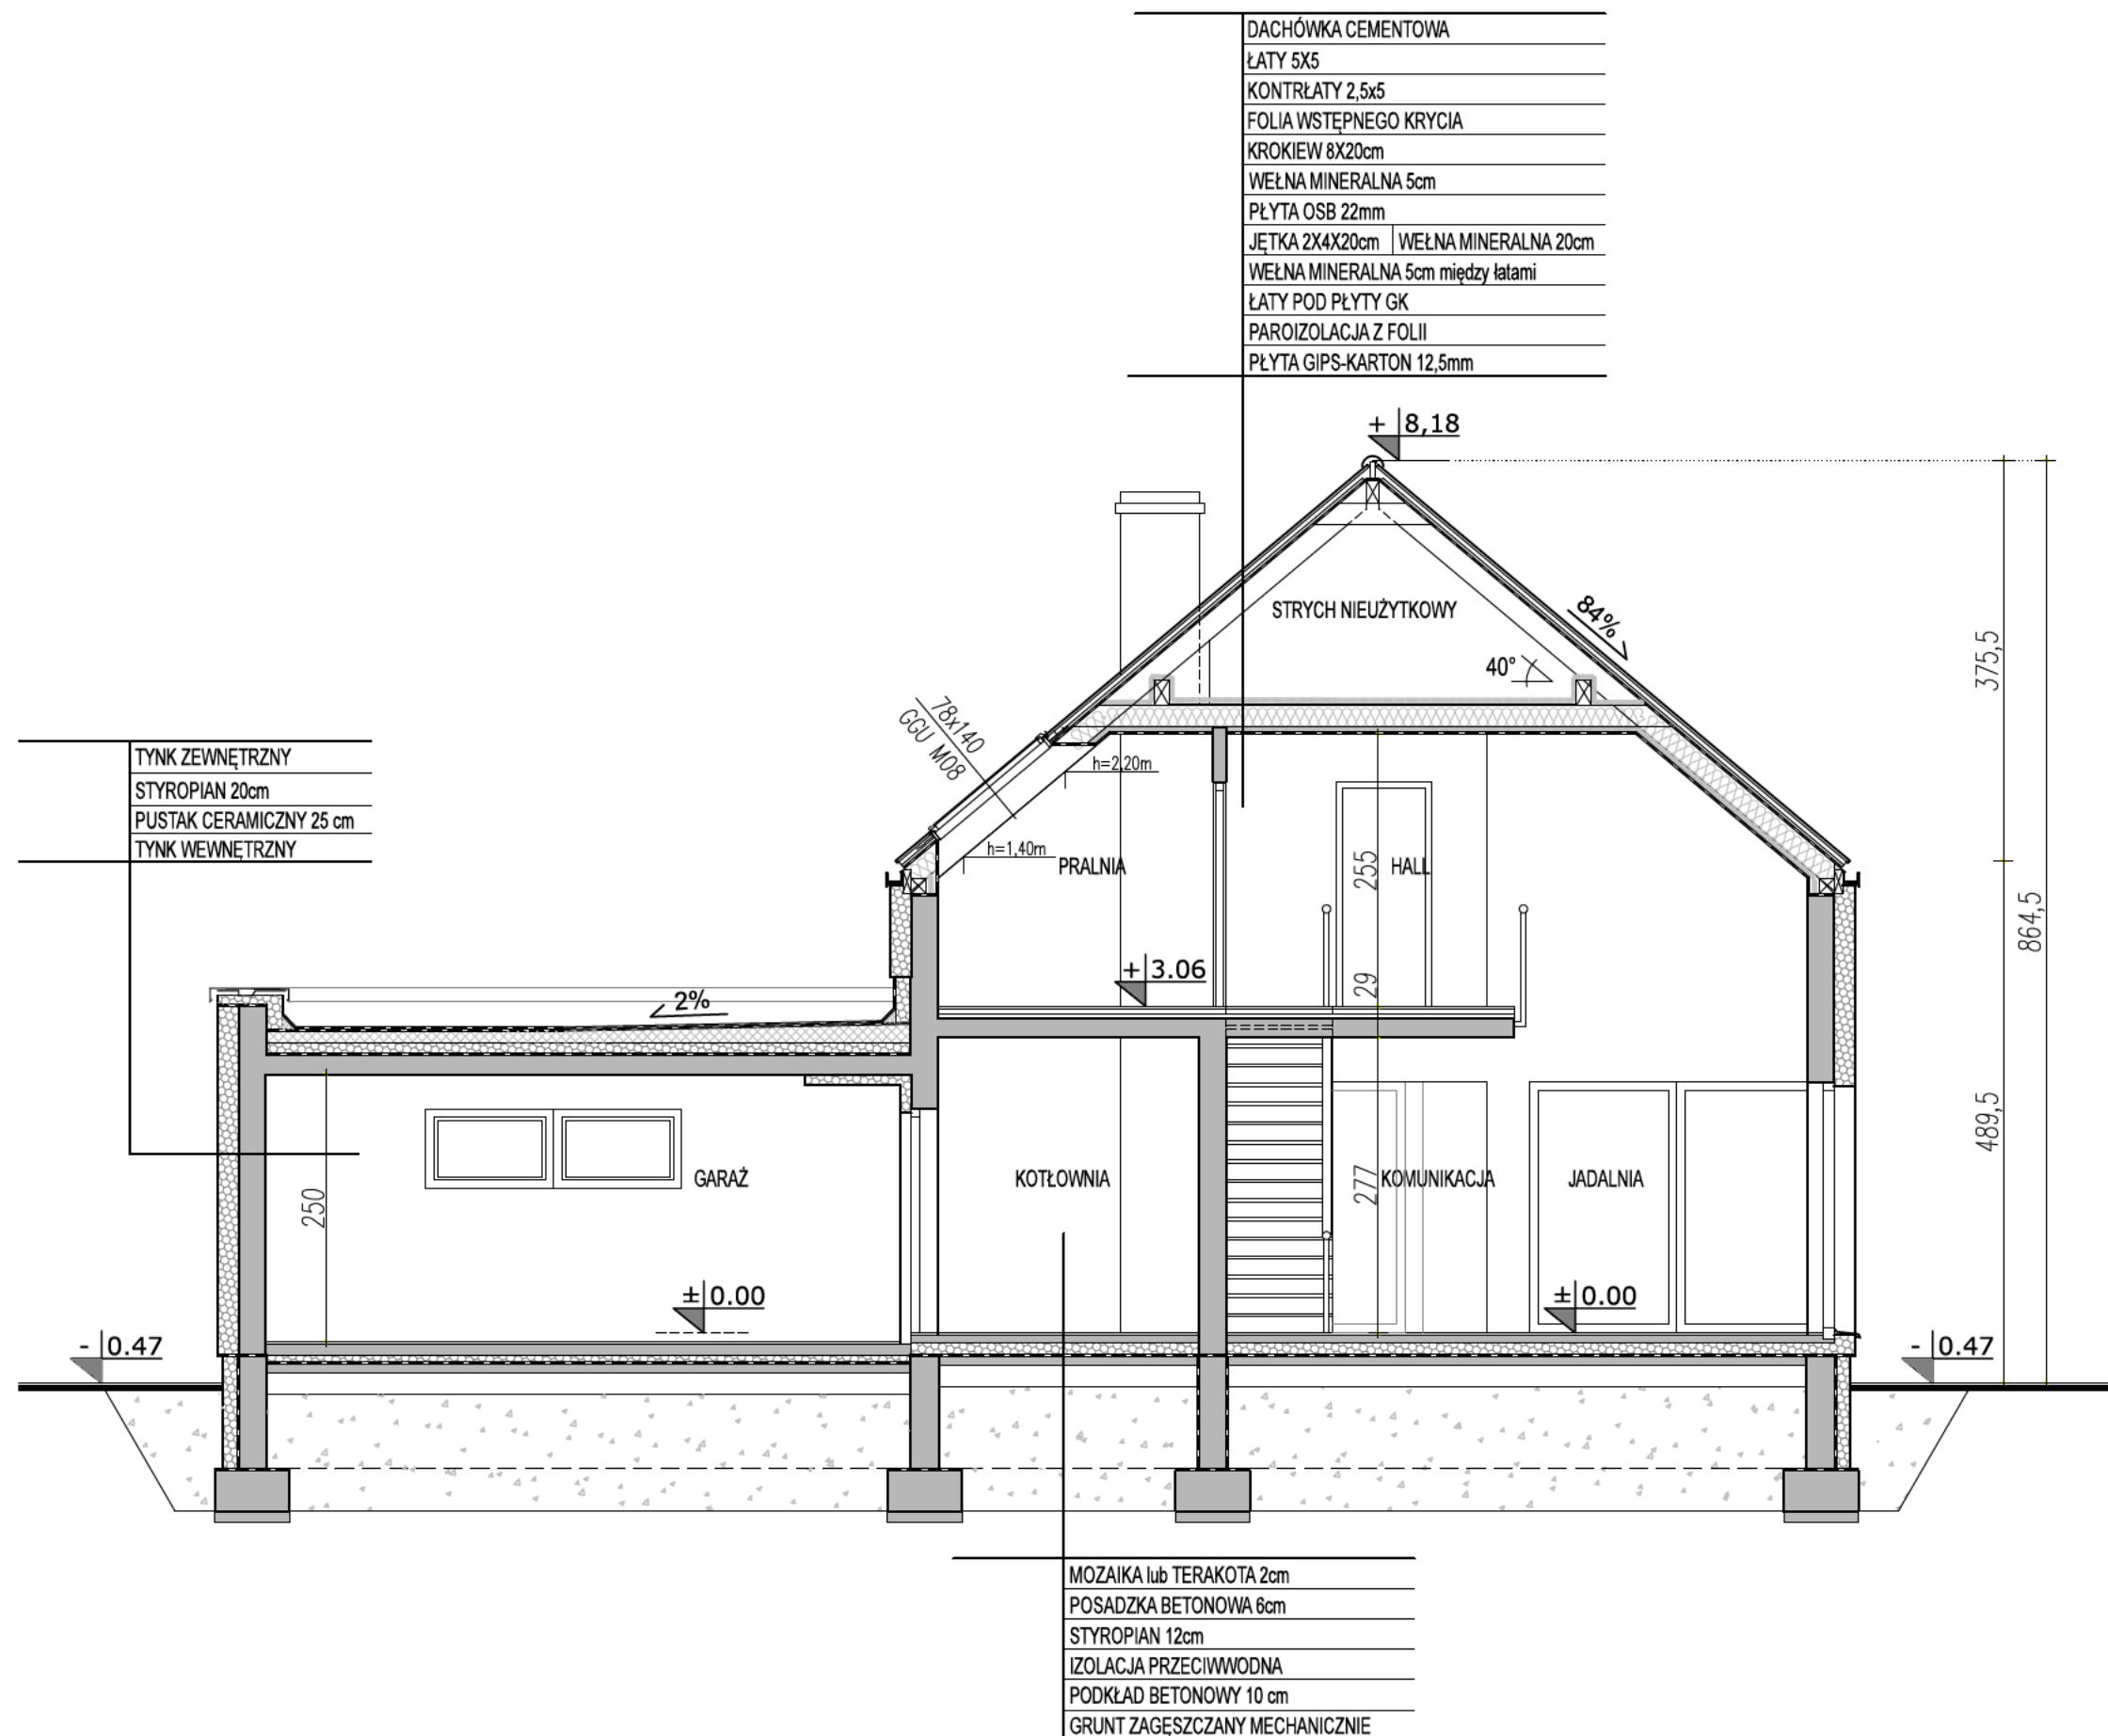 DACHÓWKA CEMENTOWA
ŁATY 5X5
KONTRŁATY 2,5x5
FOLIA WSTĘPNEGO KRYCIA
KROKIEW 8X20cm
WEŁNA MINERALNA 5cm
PŁYTA OSB 22mm
JĘTKA 2X4X20cm WEŁNA MINERALNA 20cm
WEŁNA MINERALNA 5cm między łatami
ŁATY POD PŁYTY GK
PAROIZOLACJA Z FOLII
PŁYTA GIPS-KARTON 12,5mm
+ 8,18
STRYCH NIEUŻYTKOWY
84%
40°
375,5
78x140
GGU M08
h=2,20m
h=1,40m
TYNK ZEWNĘTRZNY
STYROPIAN 20cm
PUSTAK CERAMICZNY 25 cm
TYNK WEWNĘTRZNY
PRALNIA
255
HALL
864,5
+ 3.06
29
2%
489,5
250
GARAŻ
KOTŁOWNIA
277
KOMUNIKACJA
JADALNIA
± 0.00
± 0.00
- 0.47
- 0.47
MOZAIKA lub TERAKOTA 2cm
POSADZKA BETONOWA 6cm
STYROPIAN 12cm
IZOLACJA PRZECIWWODNA
PODKŁAD BETONOWY 10 cm
GRUNT ZAGĘSZCZANY MECHANICZNIE